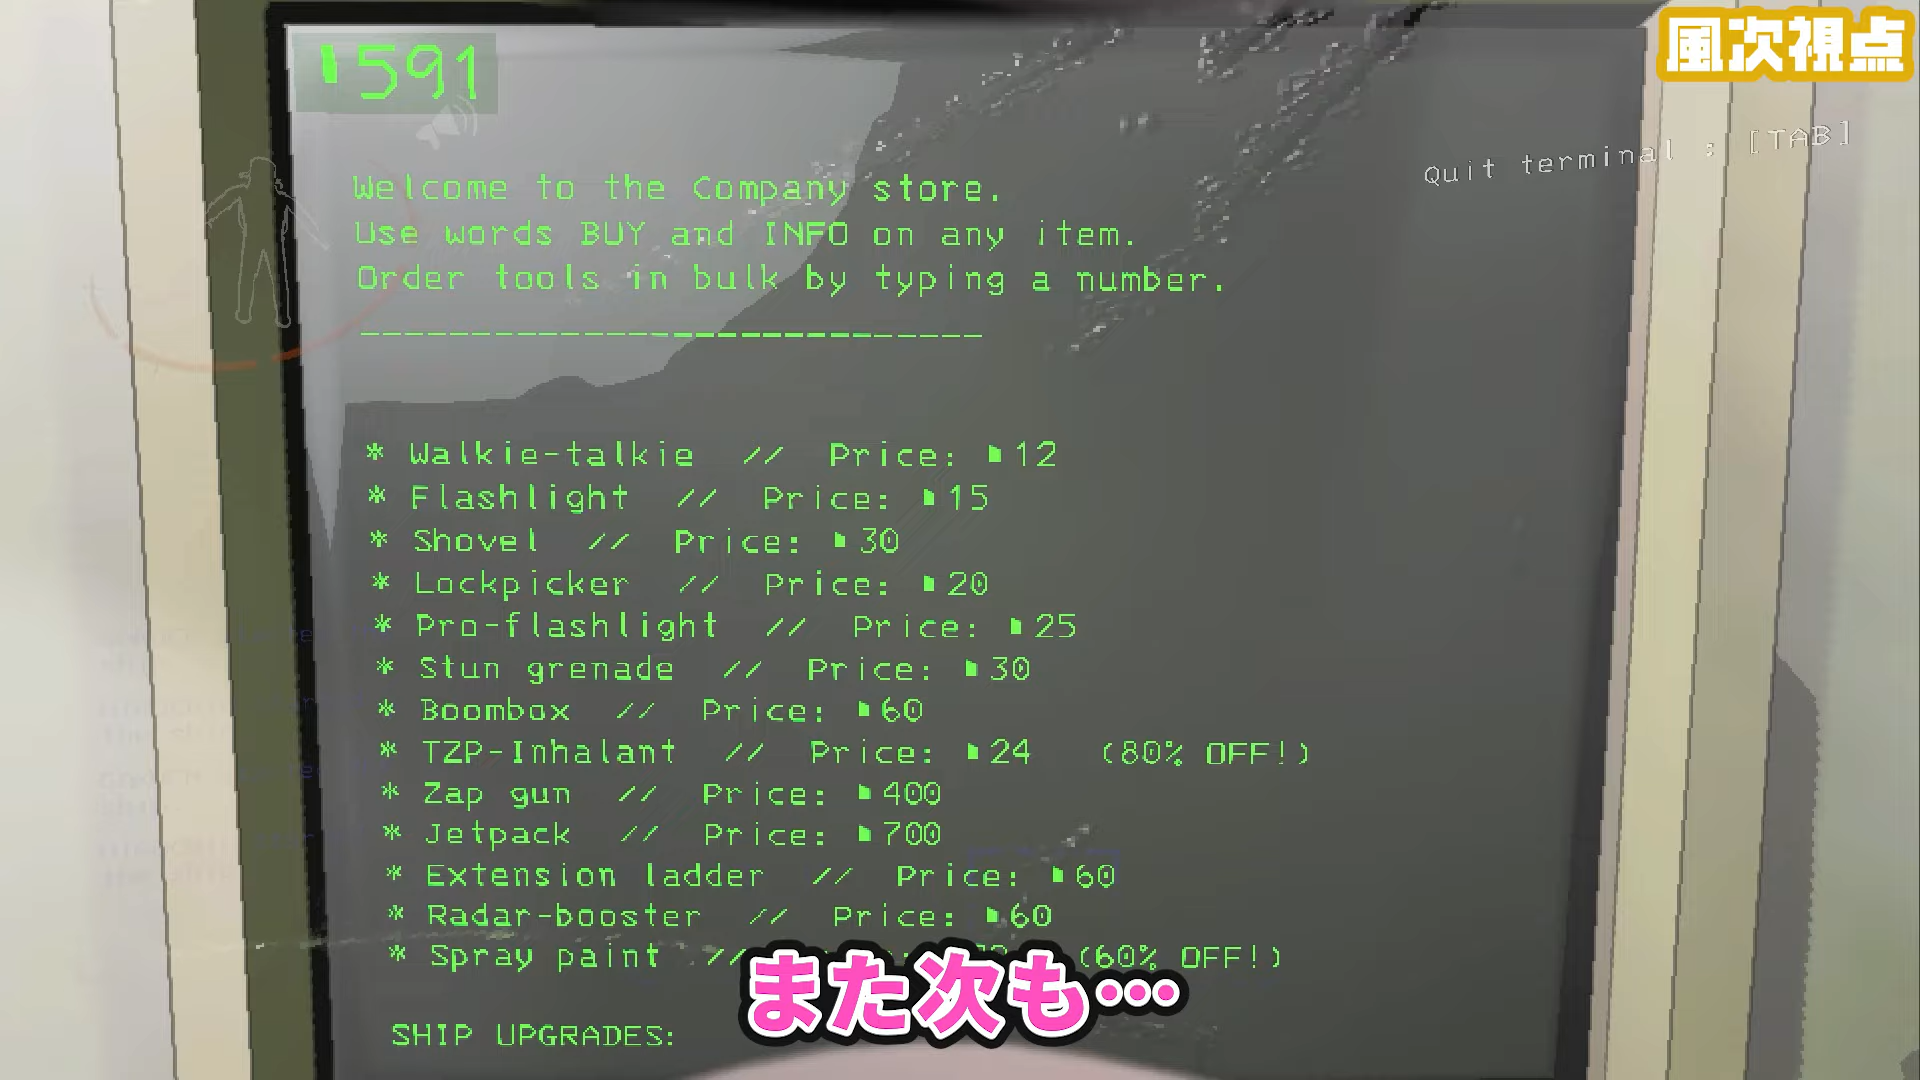 591
風次視点
Quit terminal : [TAB]
Welcome to the Company store.
Use words BUY and INFO on any item.
Order tools in bulk by typing a number.
____________________________
* Walkie-talkie // Price: ■12
* Flashlight // Price: ■15
* Shovel // Price: ■30
* Lockpicker // Price: ■20
* Pro-flashlight // Price: ■25
* Stun grenade // Price: ■30
* Boombox // Price: ■60
* TZP-Inhalant // Price: ■24 (80% OFF!)
* Zap gun // Price: ■400
* Jetpack // Price: ■700
* Extension ladder // Price: ■60
* Radar-booster // Price: ■60
* Spray paint // (60% OFF!)
また次も…
SHIP UPGRADES: